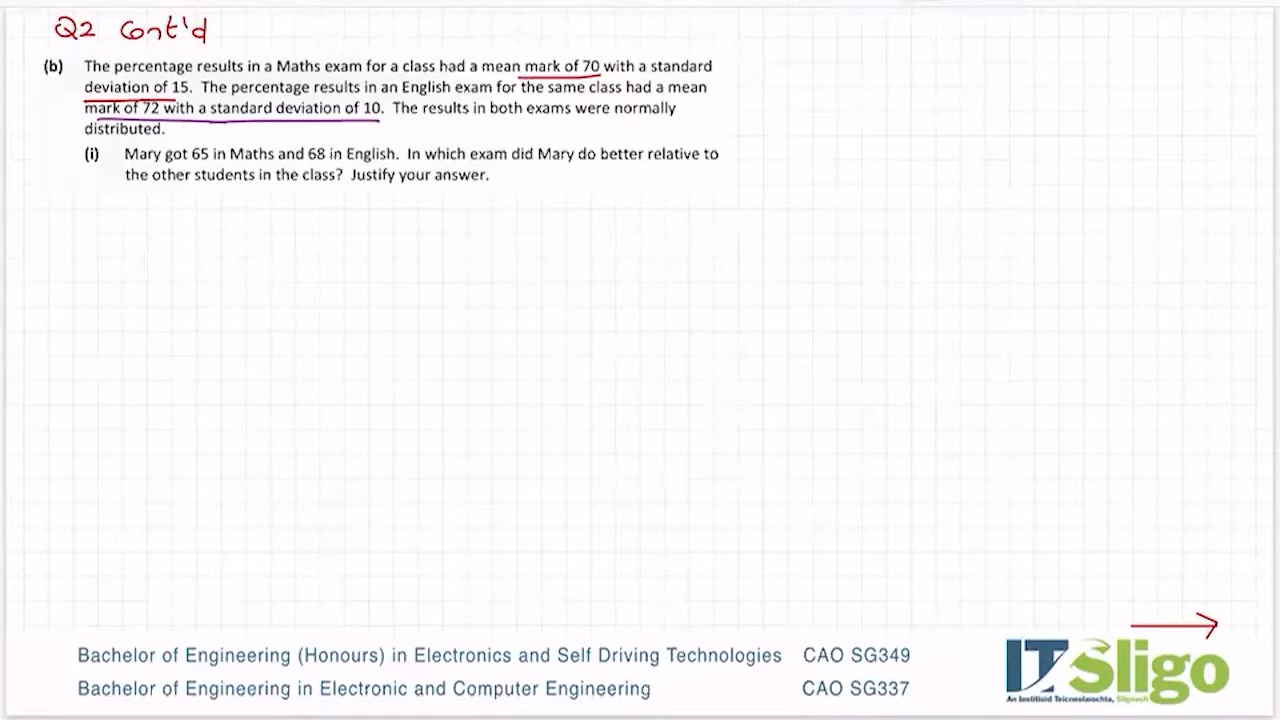 Q2 Cont'd
(b) The percentage results in a Maths exam for a class had a mean mark of 70 with a standard
deviation of 15. The percentage results in an English exam for the same class had a mean
mark of 72 with a standard deviation of 10. The results in both exams were normally
distributed.
(i) Mary got 65 in Maths and 68 in English. In which exam did Mary do better relative to
the other students in the class? Justify your answer.
Bachelor of Engineering (Honours) in Electronics and Self Driving Technologies CAO SG349
Bachelor of Engineering in Electronic and Computer Engineering CAO SG337
IT Sligo
An Institiúid Teicneolaíochta, Sligeach